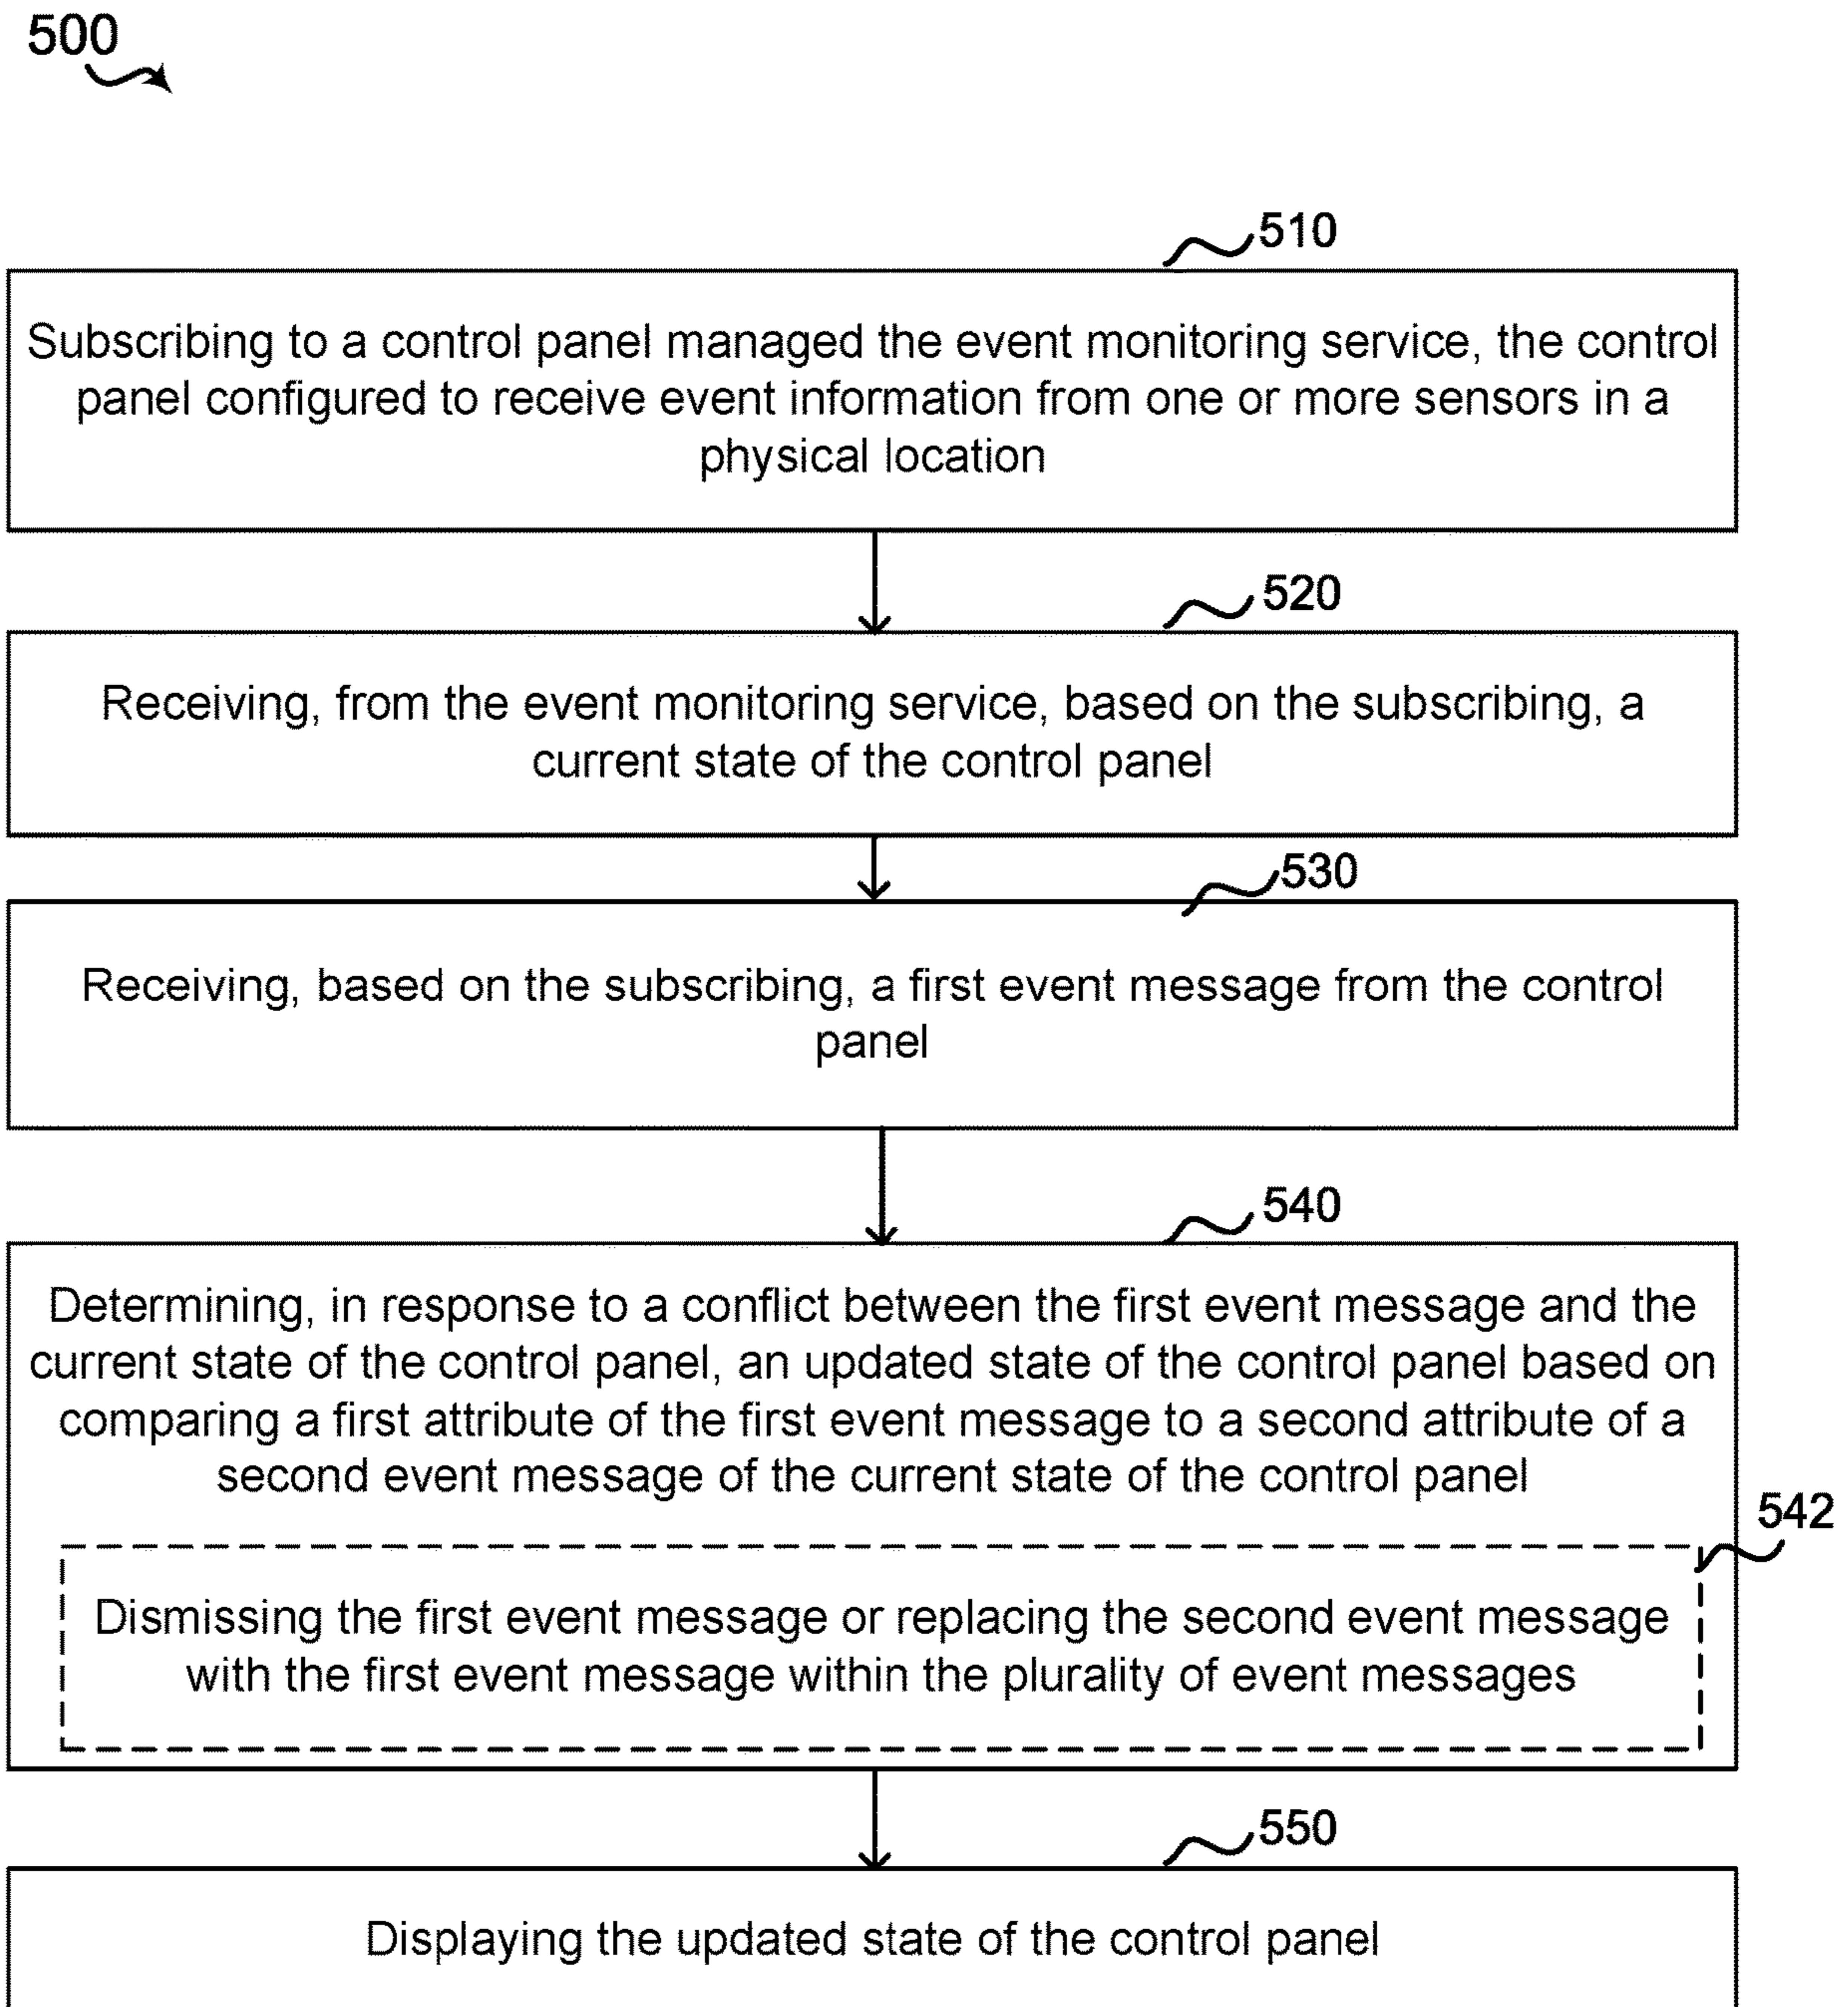 500
510
Subscribing to a control panel managed the event monitoring service, the control
panel configured to receive event information from one or more sensors in a
physical location
520
Receiving, from the event monitoring service, based on the subscribing, a
current state of the control panel
530
Receiving, based on the subscribing, a first event message from the control
panel
540
Determining, in response to a conflict between the first event message and the
current state of the control panel, an updated state of the control panel based on
comparing a first attribute of the first event message to a second attribute of a
second event message of the current state of the control panel
542
Dismissing the first event message or replacing the second event message
with the first event message within the plurality of event messages
550
Displaying the updated state of the control panel